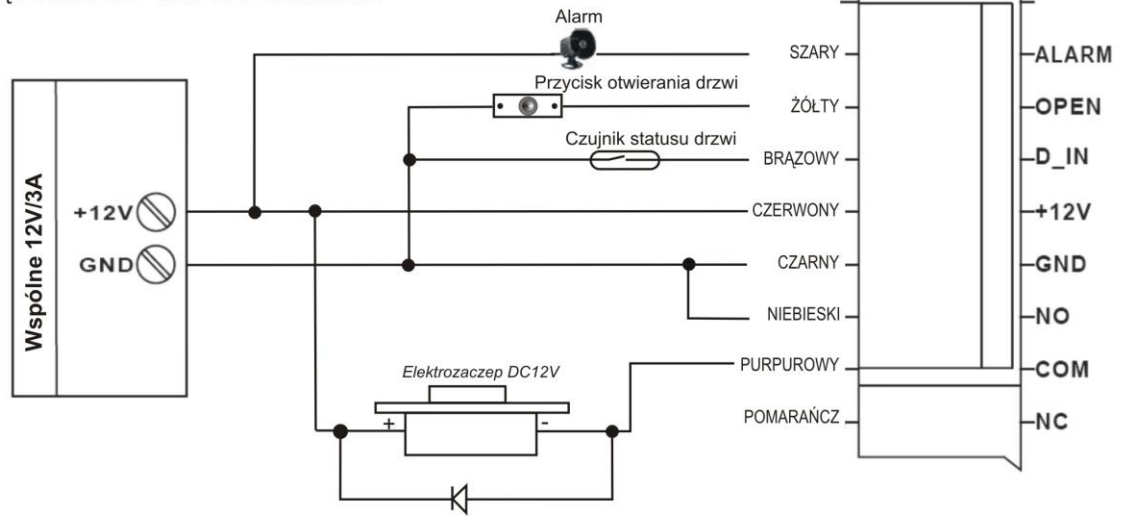 Alarm
SZARY
ALARM
Przycisk otwierania drzwi
ŻÓŁTY
OPEN
Czujnik statusu drzwi
BRĄZOWY
D_IN
Wspólne 12V/3A
+12V
CZERWONY
+12V
GND
CZARNY
GND
NIEBIESKI
NO
Elektrozaczep DC12V
PURPUROWY
COM
+ -
POMARAŃCZ
NC